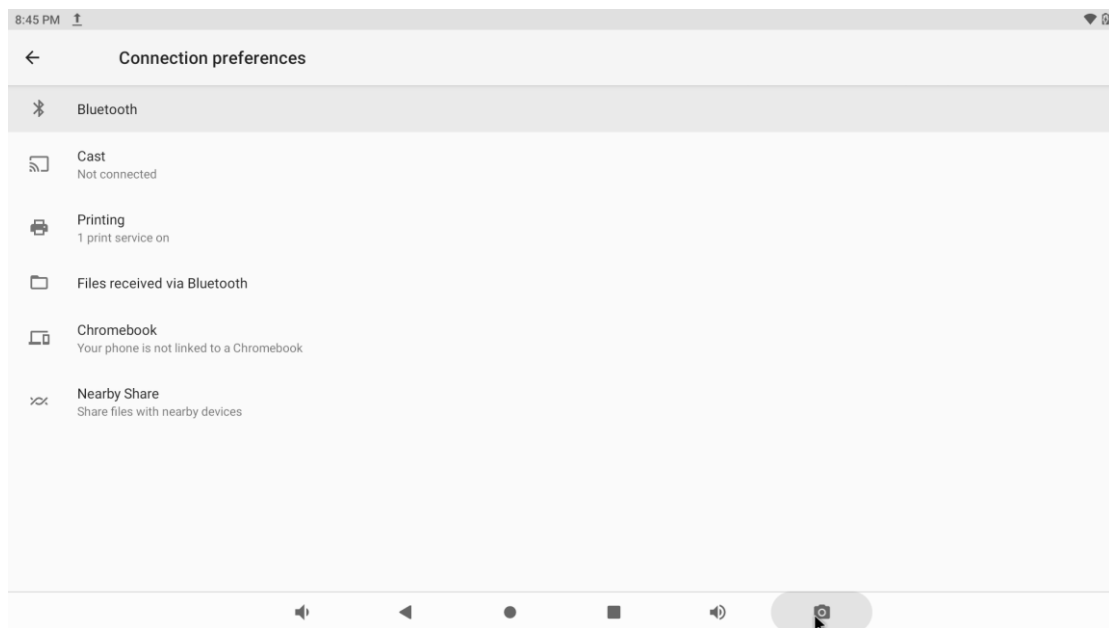 8:45 PM
Connection preferences
Bluetooth
Cast
Not connected
Printing
1 print service on
Files received via Bluetooth
Chromebook
Your phone is not linked to a Chromebook
Nearby Share
Share files with nearby devices